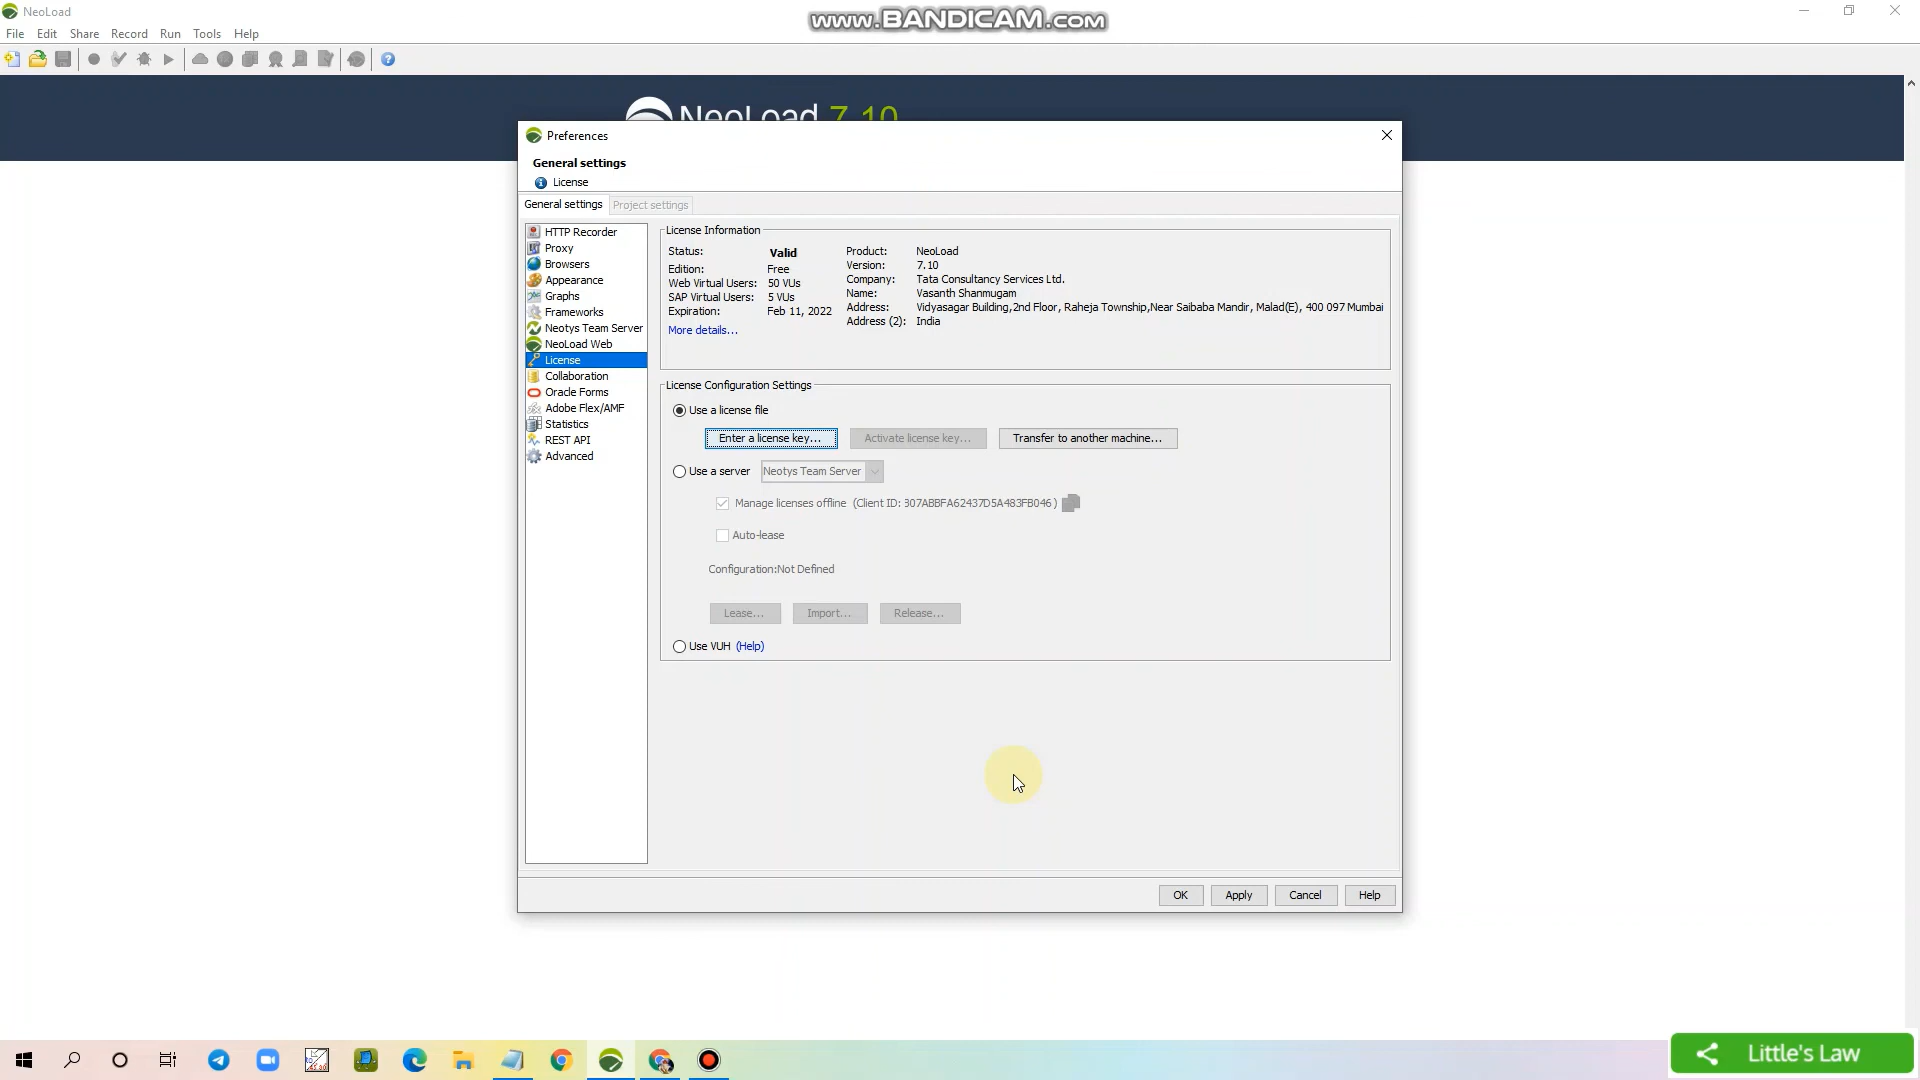 NeoLoad
www.BANDICAM.com
File Edit Share Record Run Tools Help
NeoLoad 7.10
Preferences
General settings
License
General settings Project settings
HTTP Recorder
Proxy
Browsers
Appearance
Graphs
Frameworks
Neotys Team Server
NeoLoad Web
License
Collaboration
Oracle Forms
Adobe Flex/AMF
Statistics
REST API
Advanced
License Information
Status: Valid
Edition: Free
Web Virtual Users: 50 VUs
SAP Virtual Users: 5 VUs
Expiration: Feb 11, 2022
More details...
Product: NeoLoad
Version: 7.10
Company: Tata Consultancy Services Ltd.
Name: Vasanth Shanmugam
Address: Vidyasagar Building,2nd Floor, Raheja Township,Near Saibaba Mandir, Malad(E), 400 097 Mumbai
Address (2): India
License Configuration Settings
Use a license file
Enter a license key... Activate license key... Transfer to another machine...
Use a server Neotys Team Server
Manage licenses offline (Client ID: 307ABBFA62437D5A483FB046 )
Auto-lease
Configuration:Not Defined
Lease... Import... Release...
Use VUH (Help)
OK Apply Cancel Help
Little's Law